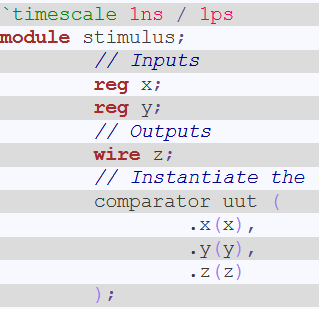 `timescale 1ns / 1ps
module stimulus;
	// Inputs
	reg x;
	reg y;
	// Outputs
	wire z;
	// Instantiate the
	comparator uut (
		.x(x),
		.y(y),
		.z(z)
	);